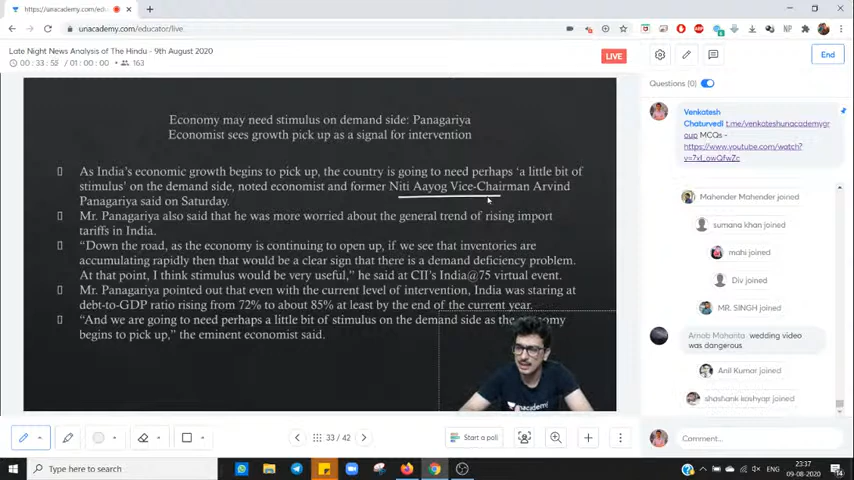 https://unacademy.com/educator/
unacademy.com/educator/live
Late Night News Analysis of The Hindu - 9th August 2020
LIVE
End
00 : 33 : 52 / 01 : 00 : 00 • 163
Questions (0)
Economy may need stimulus on demand side: Panagariya
Economist sees growth pick up as a signal for intervention
As India's economic growth begins to pick up, the country is going to need perhaps 'a little bit of
stimulus' on the demand side, noted economist and former Niti Aayog Vice-Chairman Arvind
Panagariya said on Saturday.
Mr. Panagariya also said that he was more worried about the general trend of rising import
tariffs in India.
"Down the road, as the economy is continuing to open up, if we see that inventories are
accumulating rapidly then that would be a clear sign that there is a demand deficiency problem.
At that point, I think stimulus would be very useful," he said at CII's India@75 virtual event.
Mr. Panagariya pointed out that even with the current level of intervention, India was staring at
debt-to-GDP ratio rising from 72% to about 85% at least by the end of the current year.
"And we are going to need perhaps a little bit of stimulus on the demand side as the economy
begins to pick up," the eminent economist said.
unacademy
Venkatesh
Chaturvedi t.me/venkateshunacademygr
oup MCQs -
https://www.youtube.com/watch?
Mahender Mahender joined
sumana khan joined
mahi joined
Div joined
MR. SINGH joined
Arnob Mahanta wedding video
was dangerous
Anil Kumar joined
shashank kashyap joined
33 / 42
Start a poll
Comment...
Type here to search
ENG
23:37
09-08-2020